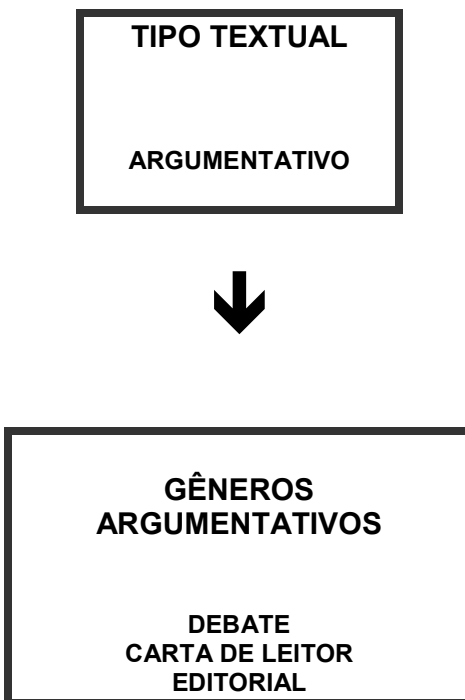 TIPO TEXTUAL
ARGUMENTATIVO
GÊNEROS
ARGUMENTATIVOS
DEBATE
CARTA DE LEITOR
EDITORIAL